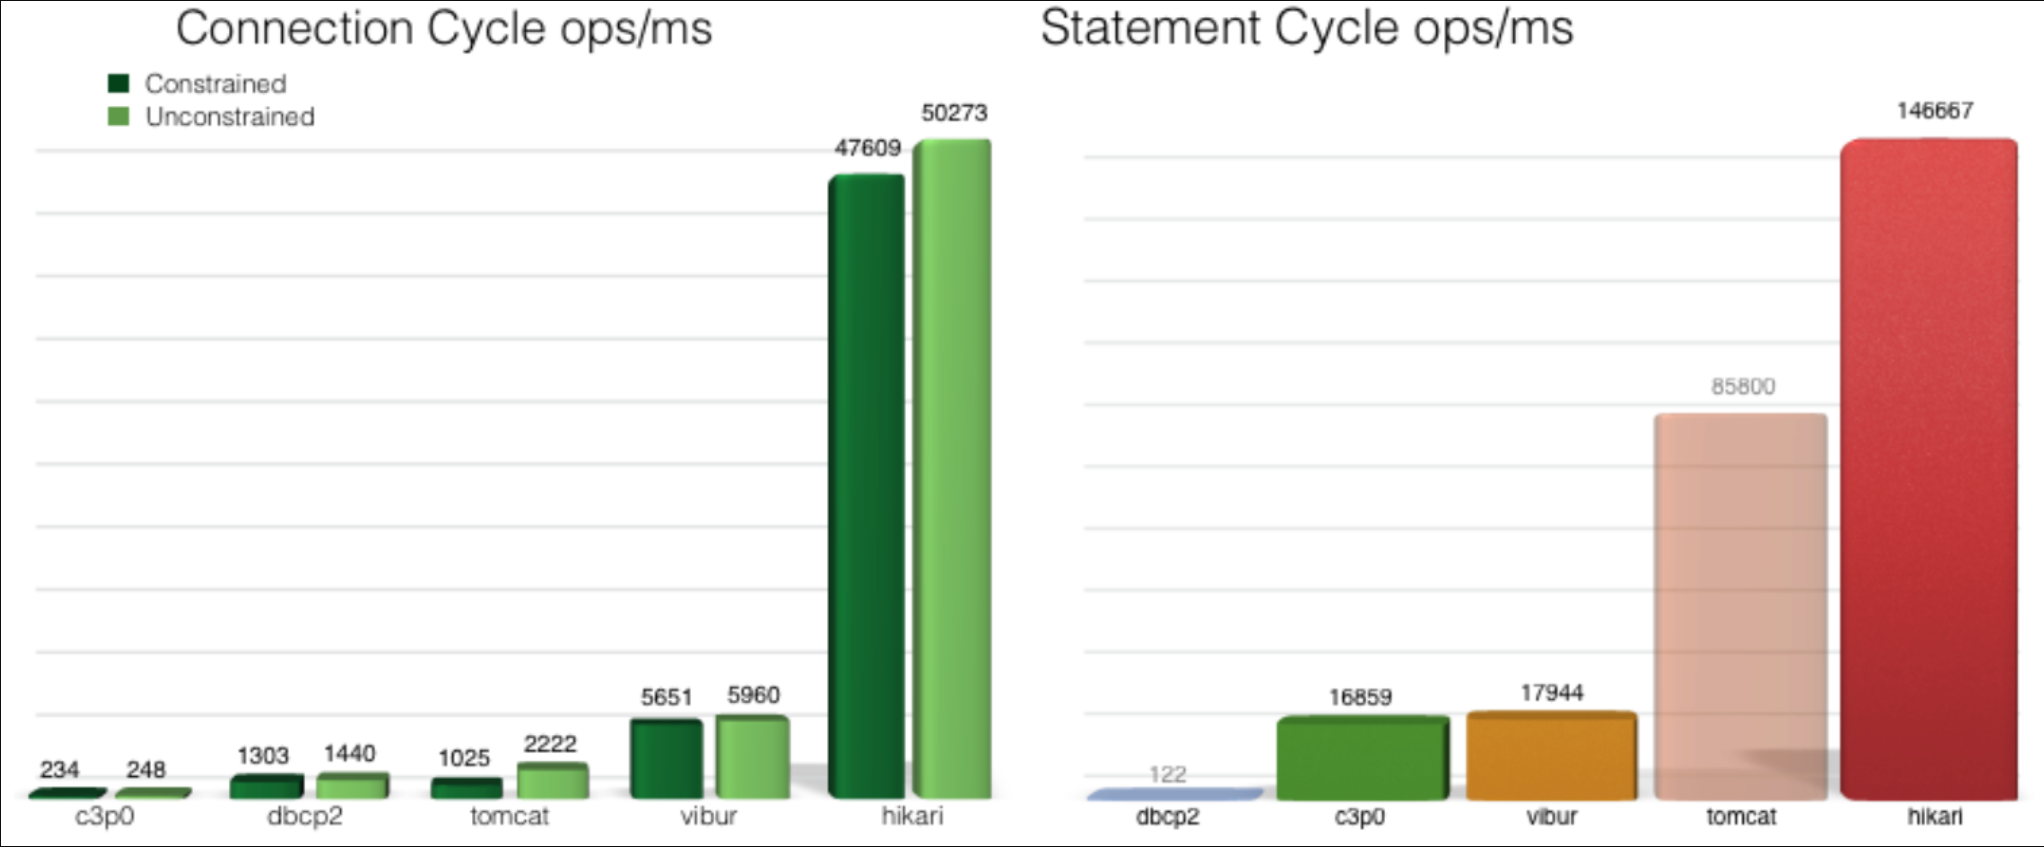 Connection Cycle ops/ms
Constrained
Unconstrained
234 248 1303 1440 1025 2222 5651 5960 47609 50273
c3p0 dbcp2 tomcat vibur hikari
Statement Cycle ops/ms
122 16859 17944 85800 146667
dbcp2 c3p0 vibur tomcat hikari